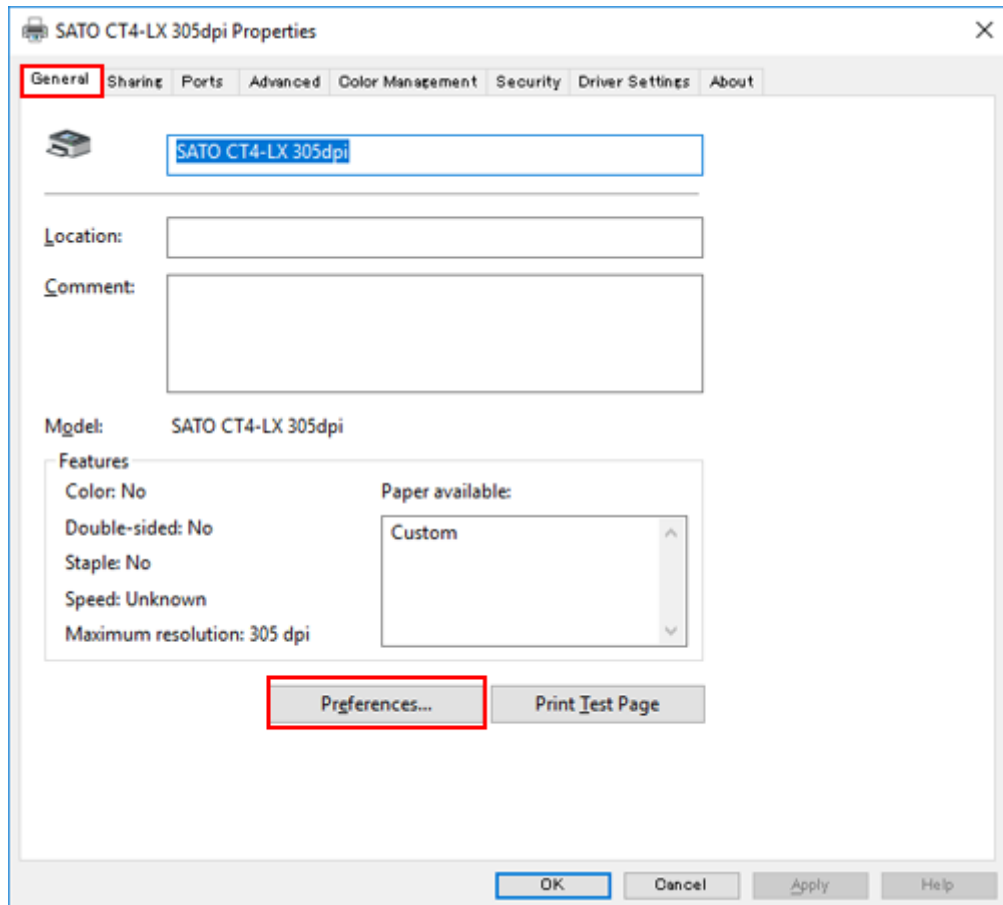 SATO CT4-LX 305dpi Properties
General Sharing Ports Advanced Color Management Security Driver Settings About
SATO CT4-LX 305dpi
Location:
Comment:
Model: SATO CT4-LX 305dpi
Features
Color: No Paper available:
Double-sided: No Custom
Staple: No
Speed: Unknown
Maximum resolution: 305 dpi
Preferences... Print Test Page
OK Cancel Apply Help